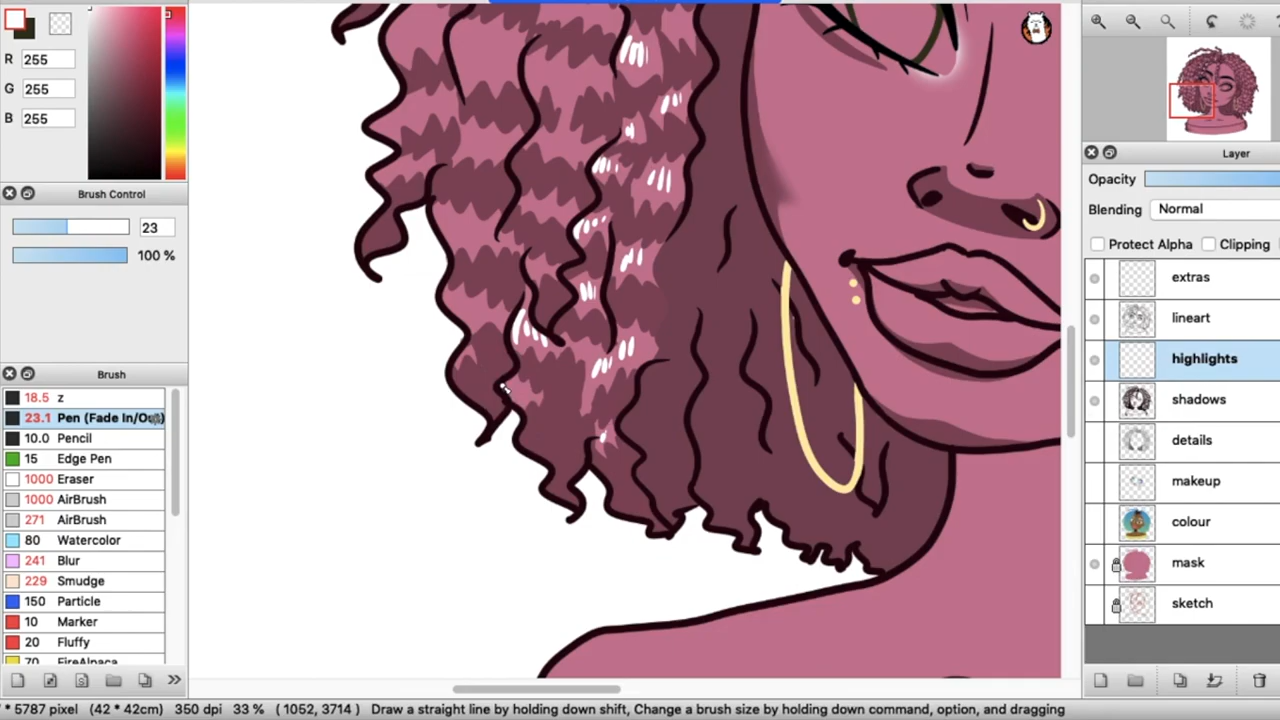 R 255
G 255
B 255
Brush Control
23
100 %
Brush
18.5 z
23.1 Pen (Fade In/Out)
10.0 Pencil
15 Edge Pen
1000 Eraser
1000 AirBrush
271 AirBrush
80 Watercolor
241 Blur
229 Smudge
150 Particle
10 Marker
20 Fluffy
70 FireAlpaca
Layer
Opacity
Blending Normal
Protect Alpha Clipping
extras
lineart
highlights
shadows
details
makeup
colour
mask
sketch
* 5787 pixel (42 * 42cm) 350 dpi 33 % ( 1052, 3714 ) Draw a straight line by holding down shift, Change a brush size by holding down command, option, and dragging